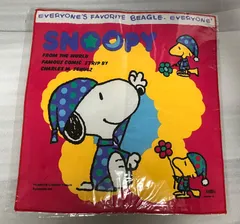 EVERYONE'S FAVORITE BEAGLE. EVERYONE'
SNOOPY
FROM THE WORLD
FAMOUS COMIC STRIP BY
CHARLES M. SCHULZ